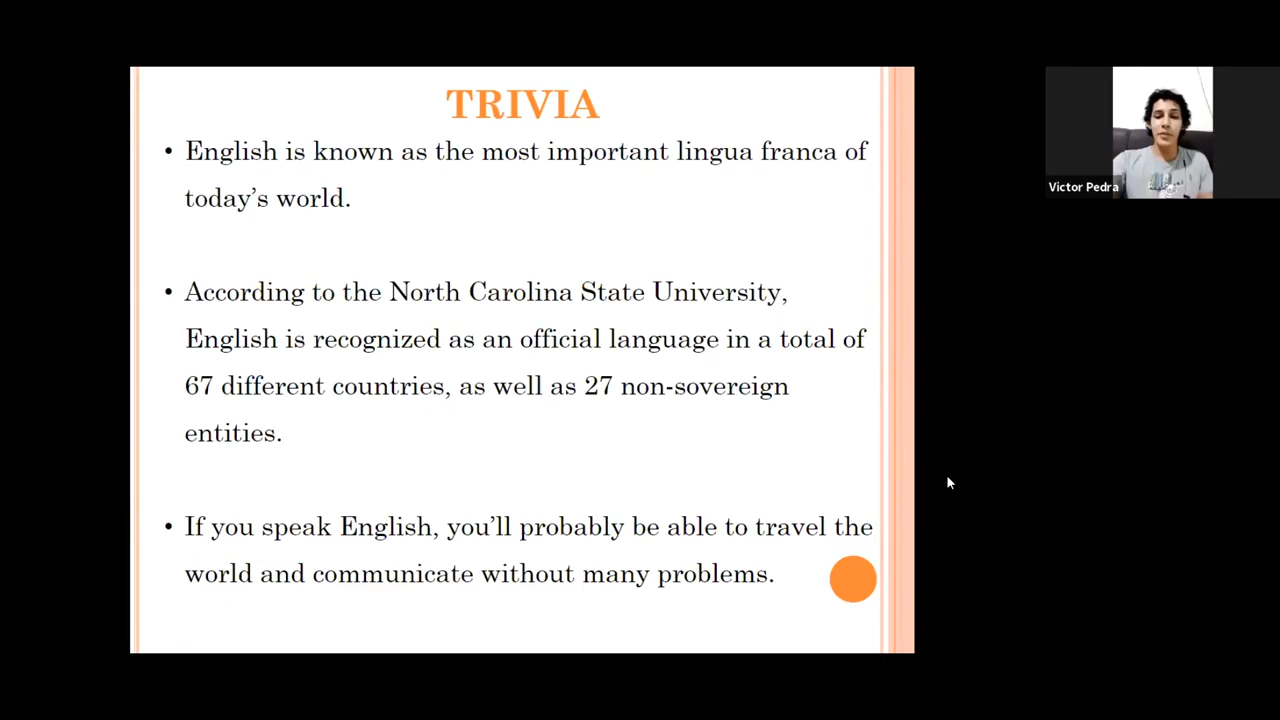 TRIVIA
• English is known as the most important lingua franca of
today’s world.
• According to the North Carolina State University,
English is recognized as an official language in a total of
67 different countries, as well as 27 non-sovereign
entities.
• If you speak English, you’ll probably be able to travel the
world and communicate without many problems.
Victor Pedra